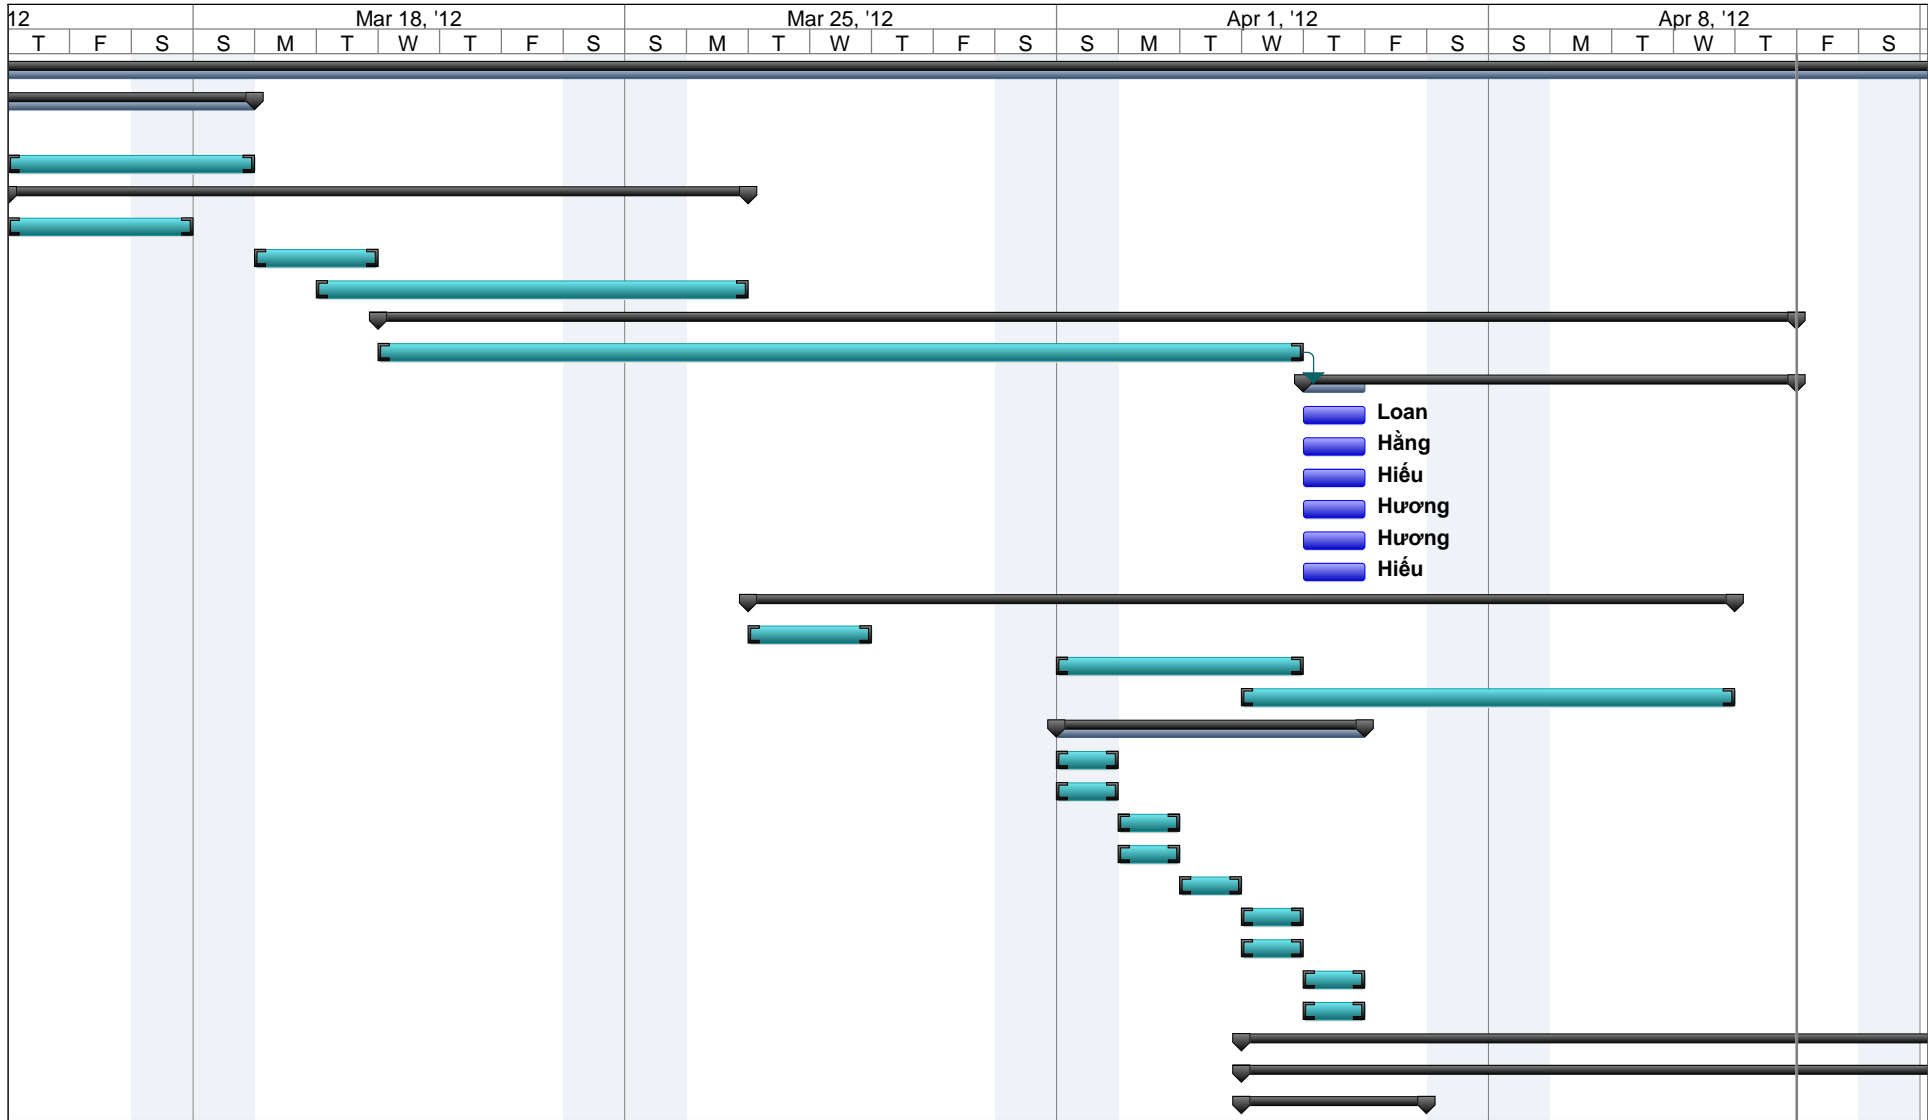 12 Mar 18, '12 Mar 25, '12 Apr 1, '12 Apr 8, '12
T F S S M T W T F S S M T W T F S S M T W T F S S M T W T F S
Loan
Hằng
Hiếu
Hương
Hương
Hiếu